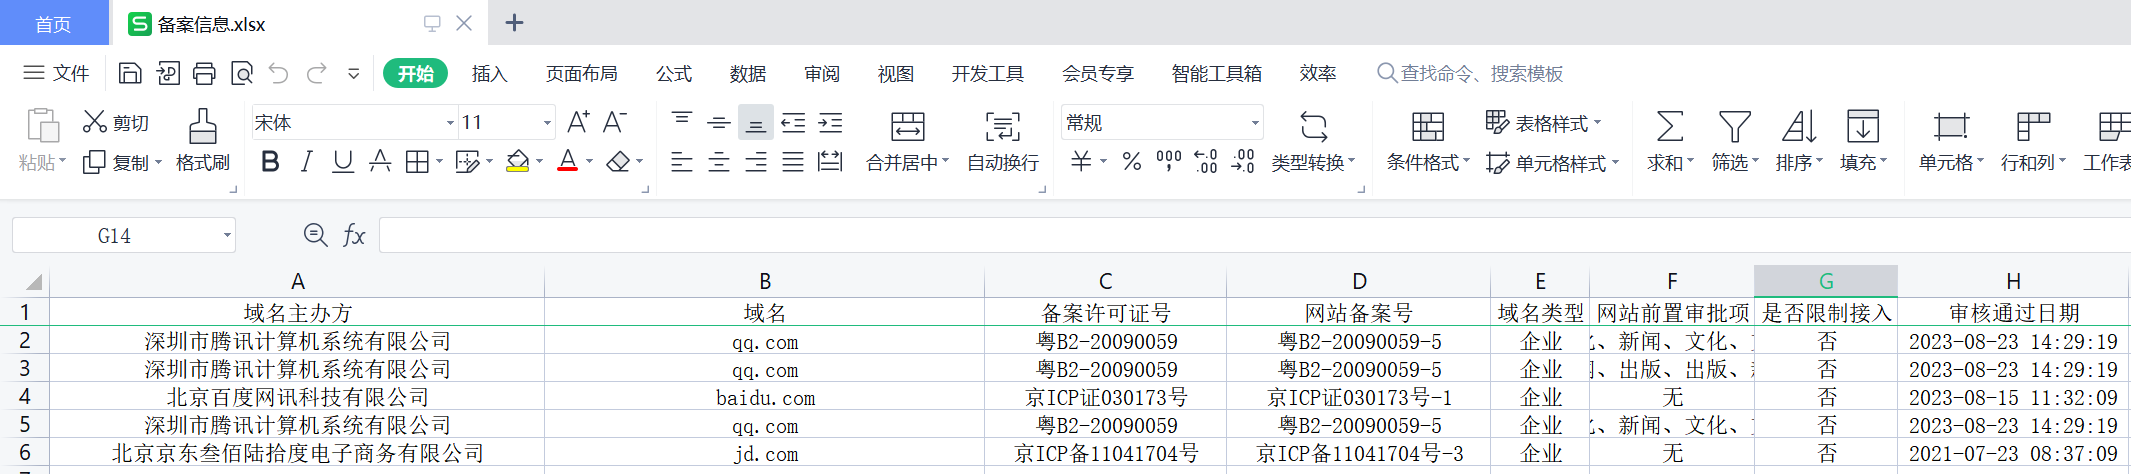 首页 备案信息.xlsx
文件 开始 插入 页面布局 公式 数据 审阅 视图 开发工具 会员专享 智能工具箱 效率 查找命令、搜索模板
剪切 宋体 11 A+ A- 常规 表格样式
粘贴 复制 格式刷 B I U A A 合并居中 自动换行 ¥ % 类型转换 条件格式 单元格样式 求和 筛选 排序 填充 单元格 行和列 工作表
G14 fx
A B C D E F G H
1 域名主办方 域名 备案许可证号 网站备案号 域名类型 网站前置审批项 是否限制接入 审核通过日期
2 深圳市腾讯计算机系统有限公司 qq.com 粤B2-20090059 粤B2-20090059-5 企业 、新闻、文化、 否 2023-08-23 14:29:19
3 深圳市腾讯计算机系统有限公司 qq.com 粤B2-20090059 粤B2-20090059-5 企业 、出版、出版、 否 2023-08-23 14:29:19
4 北京百度网讯科技有限公司 baidu.com 京ICP证030173号 京ICP证030173号-1 企业 无 否 2023-08-15 11:32:09
5 深圳市腾讯计算机系统有限公司 qq.com 粤B2-20090059 粤B2-20090059-5 企业 、新闻、文化、 否 2023-08-23 14:29:19
6 北京京东叁佰陆拾度电子商务有限公司 jd.com 京ICP备11041704号 京ICP备11041704号-3 企业 无 否 2021-07-23 08:37:09